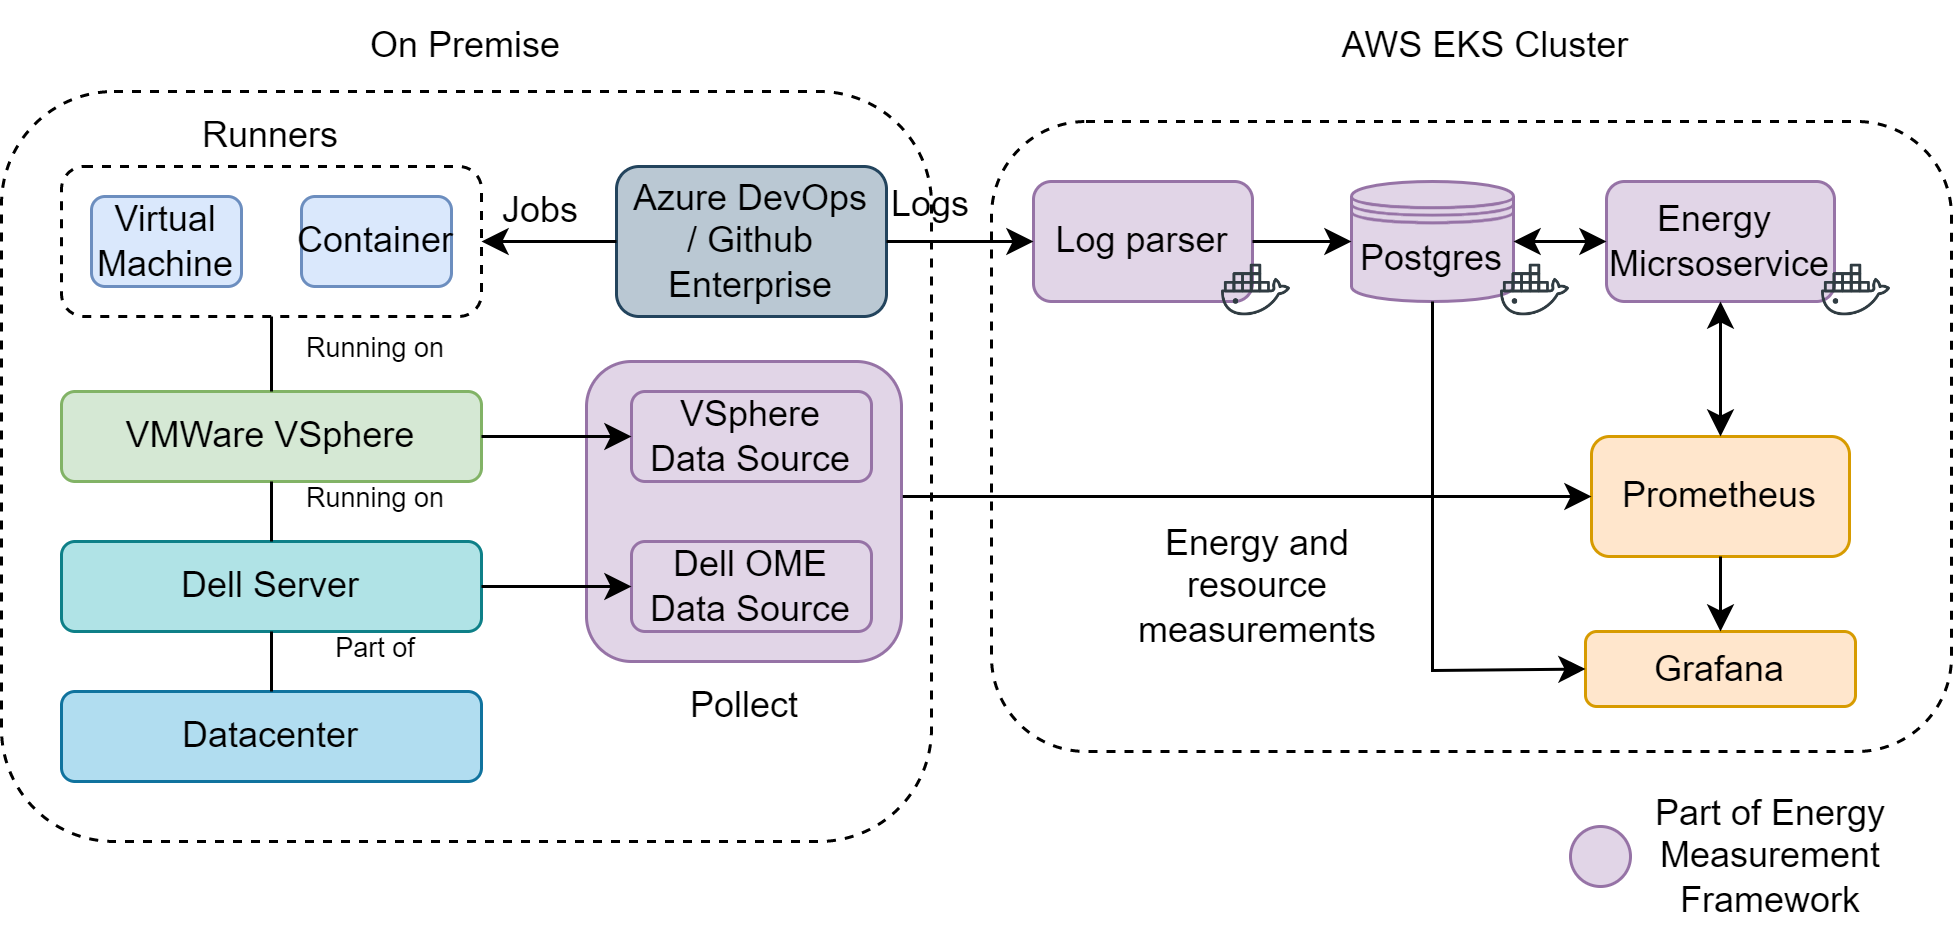 On Premise
AWS EKS Cluster
Runners
Virtual
Machine
Container
Jobs
Azure DevOps
/ Github
Enterprise
Logs
Log parser
Postgres
Energy
Micrsoservice
Running on
VMWare VSphere
VSphere
Data Source
Running on
Prometheus
Dell Server
Dell OME
Data Source
Energy and
resource
measurements
Part of
Grafana
Datacenter
Pollect
Part of Energy
Measurement
Framework